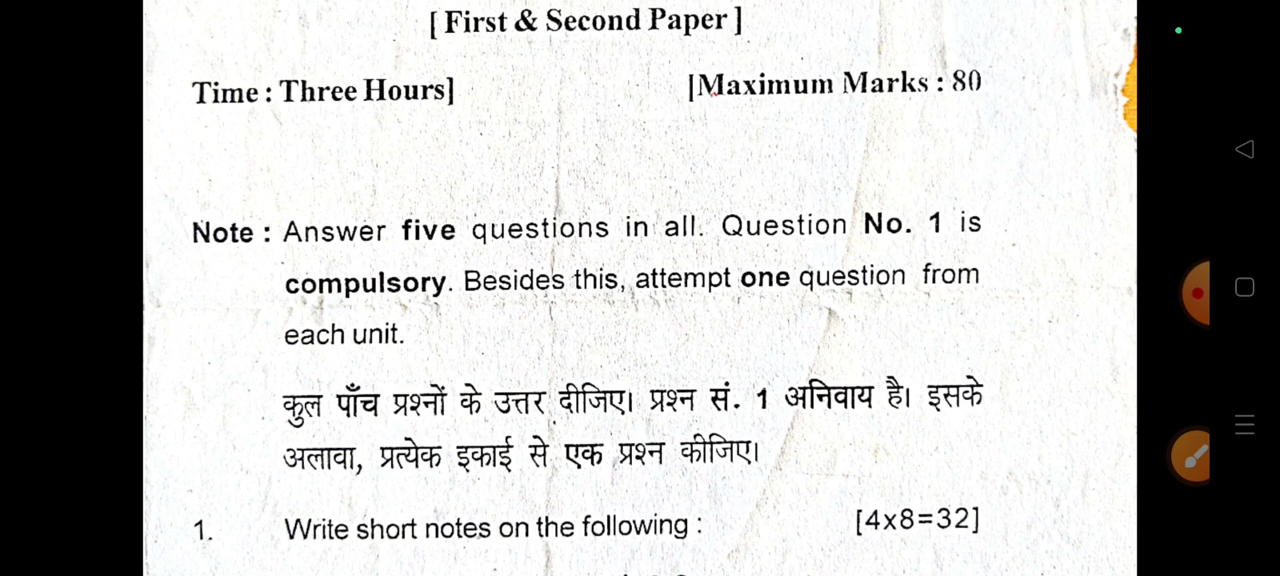 [ First & Second Paper ]
Time : Three Hours] [Maximum Marks : 80
Note : Answer five questions in all. Question No. 1 is
compulsory. Besides this, attempt one question from
each unit.
कुल पाँच प्रश्नों के उत्तर दीजिए। प्रश्न सं. 1 अनिवाय है। इसके
अलावा, प्रत्येक इकाई से एक प्रश्न कीजिए।
1. Write short notes on the following : [4x8=32]